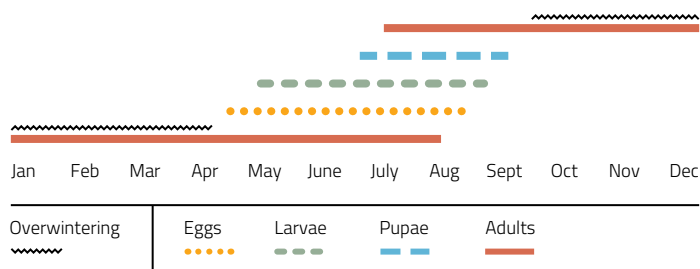 Jan Feb Mar Apr May June July Aug Sept Oct Nov Dec
Overwintering Eggs Larvae Pupae Adults